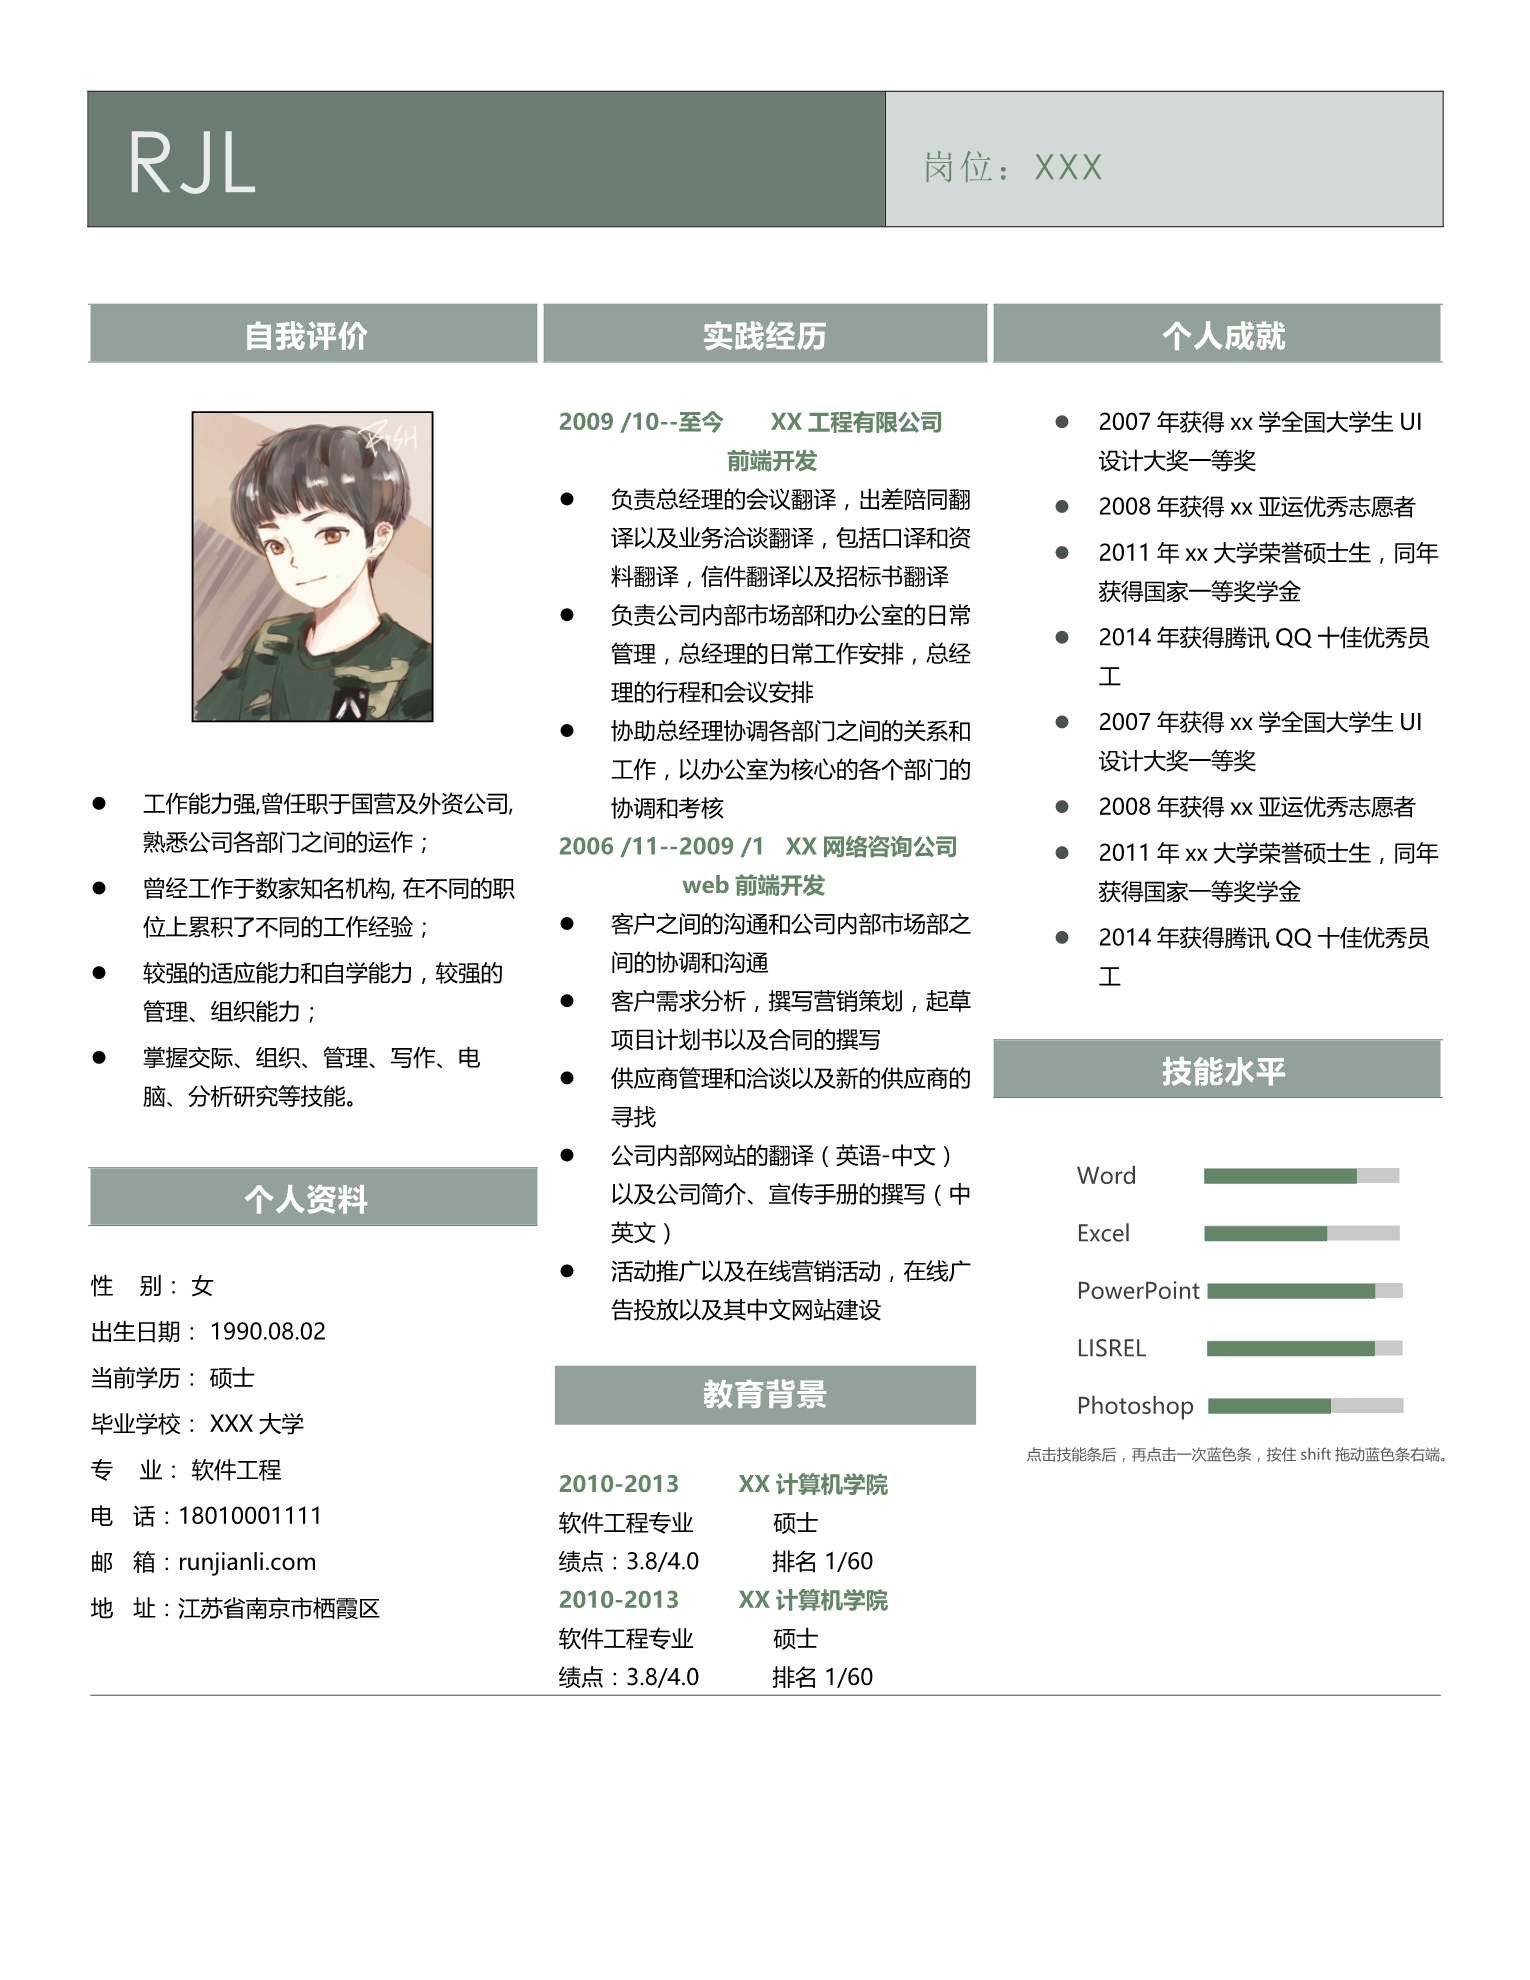 RJL
岗位：XXX
自我评价
工作能力强,曾任职于国营及外资公司,
熟悉公司各部门之间的运作；
曾经工作于数家知名机构, 在不同的职
位上累积了不同的工作经验；
较强的适应能力和自学能力，较强的
管理、组织能力；
掌握交际、组织、管理、写作、电
脑、分析研究等技能。
个人资料
性 别： 女
出生日期： 1990.08.02
当前学历： 硕士
毕业学校： XXX 大学
专 业： 软件工程
电 话：18010001111
邮 箱：runjianli.com
地 址：江苏省南京市栖霞区
实践经历
2009 /10--至今 XX 工程有限公司
前端开发
负责总经理的会议翻译，出差陪同翻
译以及业务洽谈翻译，包括口译和资
料翻译，信件翻译以及招标书翻译
负责公司内部市场部和办公室的日常
管理，总经理的日常工作安排，总经
理的行程和会议安排
协助总经理协调各部门之间的关系和
工作，以办公室为核心的各个部门的
协调和考核
2006 /11--2009 /1 XX 网络咨询公司
web 前端开发
客户之间的沟通和公司内部市场部之
间的协调和沟通
客户需求分析，撰写营销策划，起草
项目计划书以及合同的撰写
供应商管理和洽谈以及新的供应商的
寻找
公司内部网站的翻译（英语-中文）
以及公司简介、宣传手册的撰写（中
英文）
活动推广以及在线营销活动，在线广
告投放以及其中文网站建设
教育背景
2010-2013 XX 计算机学院
软件工程专业 硕士
绩点：3.8/4.0 排名 1/60
2010-2013 XX 计算机学院
软件工程专业 硕士
绩点：3.8/4.0 排名 1/60
个人成就
2007 年获得 xx 学全国大学生 UI
设计大奖一等奖
2008 年获得 xx 亚运优秀志愿者
2011 年 xx 大学荣誉硕士生，同年
获得国家一等奖学金
2014 年获得腾讯 QQ 十佳优秀员
工
2007 年获得 xx 学全国大学生 UI
设计大奖一等奖
2008 年获得 xx 亚运优秀志愿者
2011 年 xx 大学荣誉硕士生，同年
获得国家一等奖学金
2014 年获得腾讯 QQ 十佳优秀员
工
技能水平
Word
Excel
PowerPoint
LISREL
Photoshop
点击技能条后，再点击一次蓝色条，按住 shift 拖动蓝色条右端。